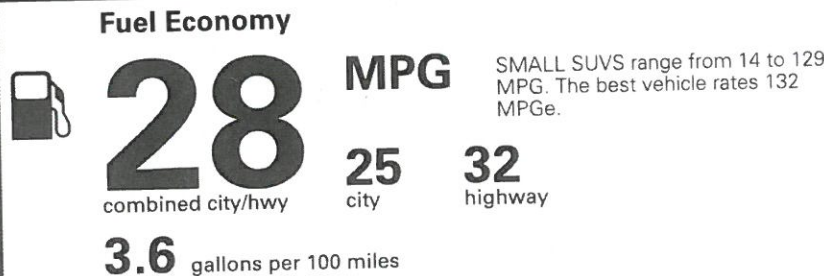 Fuel Economy
28
MPG
SMALL SUVS range from 14 to 129
MPG. The best vehicle rates 132
MPGe.
combined city/hwy
25
city
32
highway
3.6 gallons per 100 miles